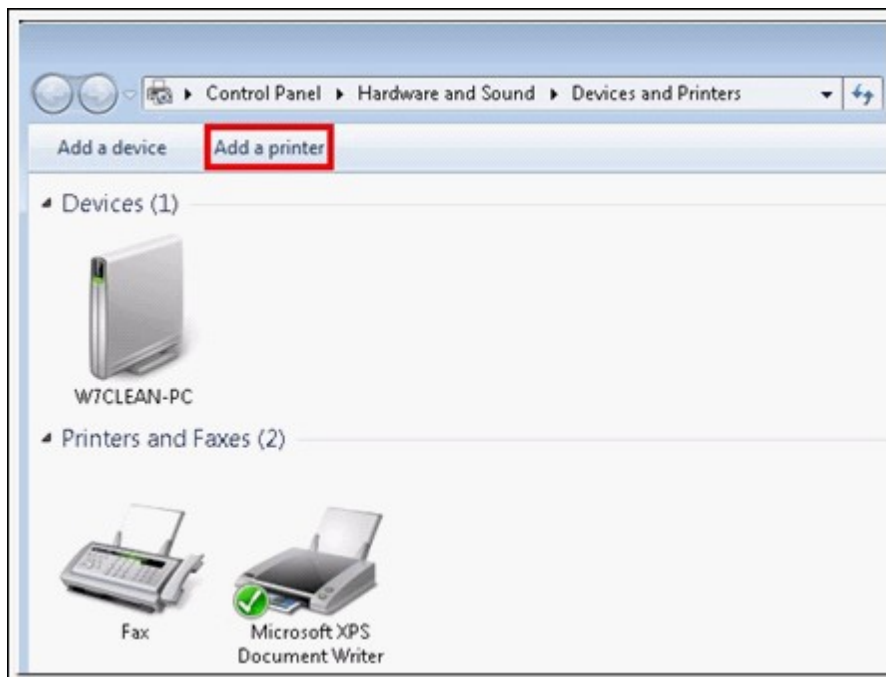 Control Panel Hardware and Sound Devices and Printers
Add a device Add a printer
Devices (1)
W7CLEAN-PC
Printers and Faxes (2)
Fax
Microsoft XPS
Document Writer